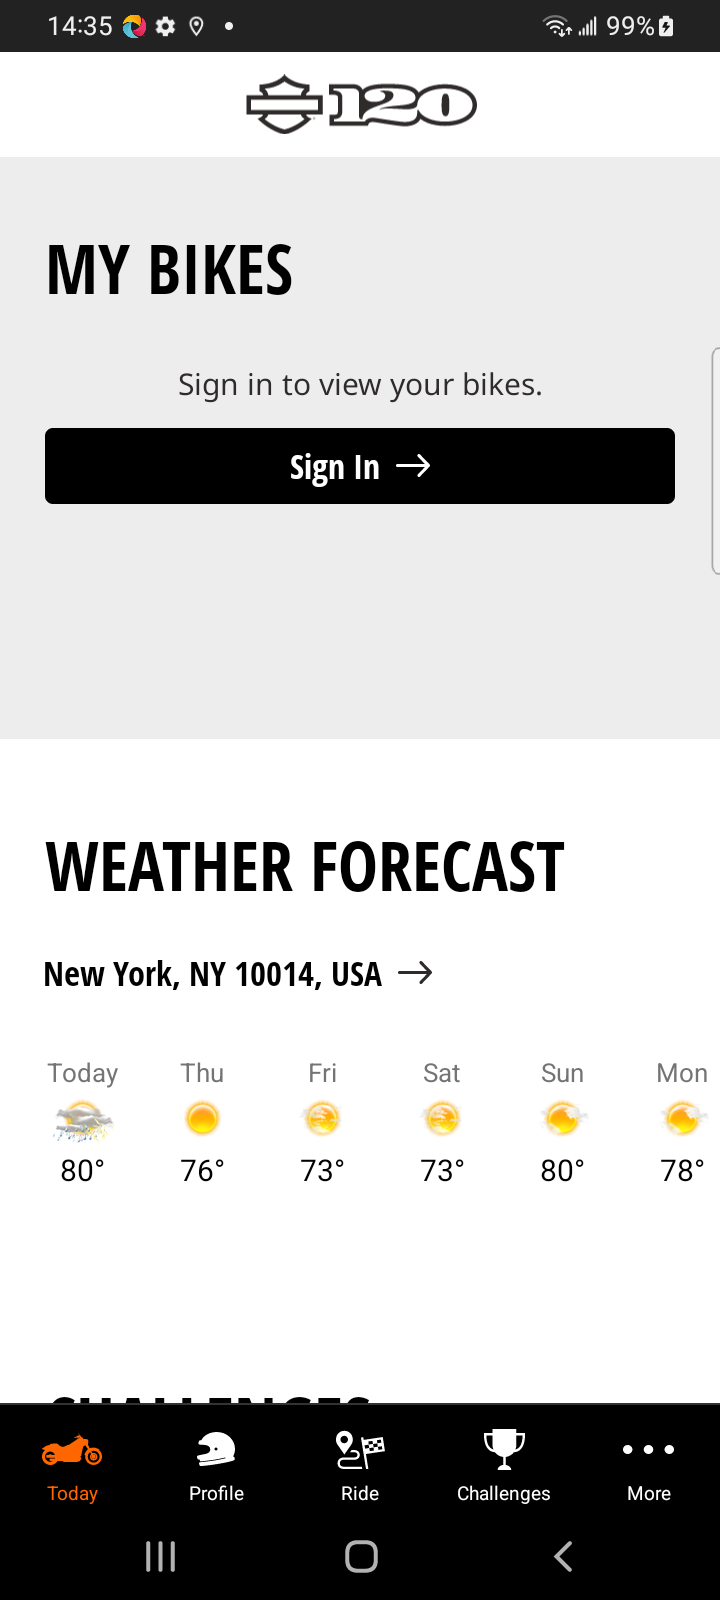 14:35
99%
120
MY BIKES
Sign in to view your bikes.
Sign In →
WEATHER FORECAST
New York, NY 10014, USA →
Today Thu Fri Sat Sun Mon
80° 76° 73° 73° 80° 78°
CHALLENGES
Today Profile Ride Challenges More